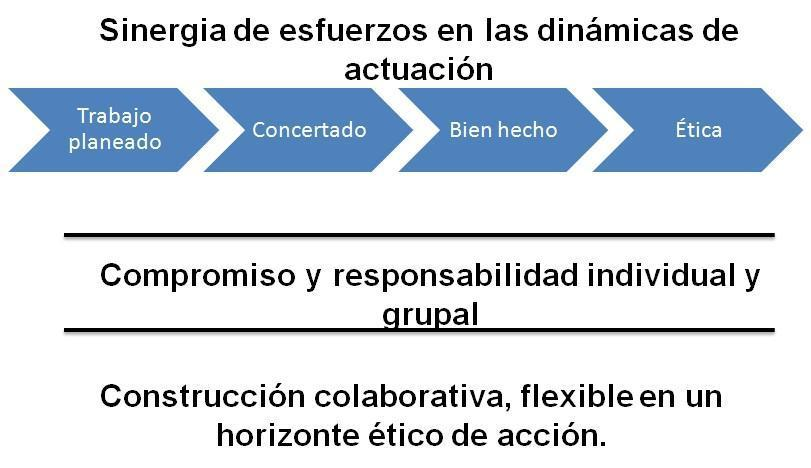 Sinergia de esfuerzos en las dinámicas de
actuación
Trabajo
planeado
Concertado
Bien hecho
Ética
Compromiso y responsabilidad individual y
grupal
Construcción colaborativa, flexible en un
horizonte ético de acción.